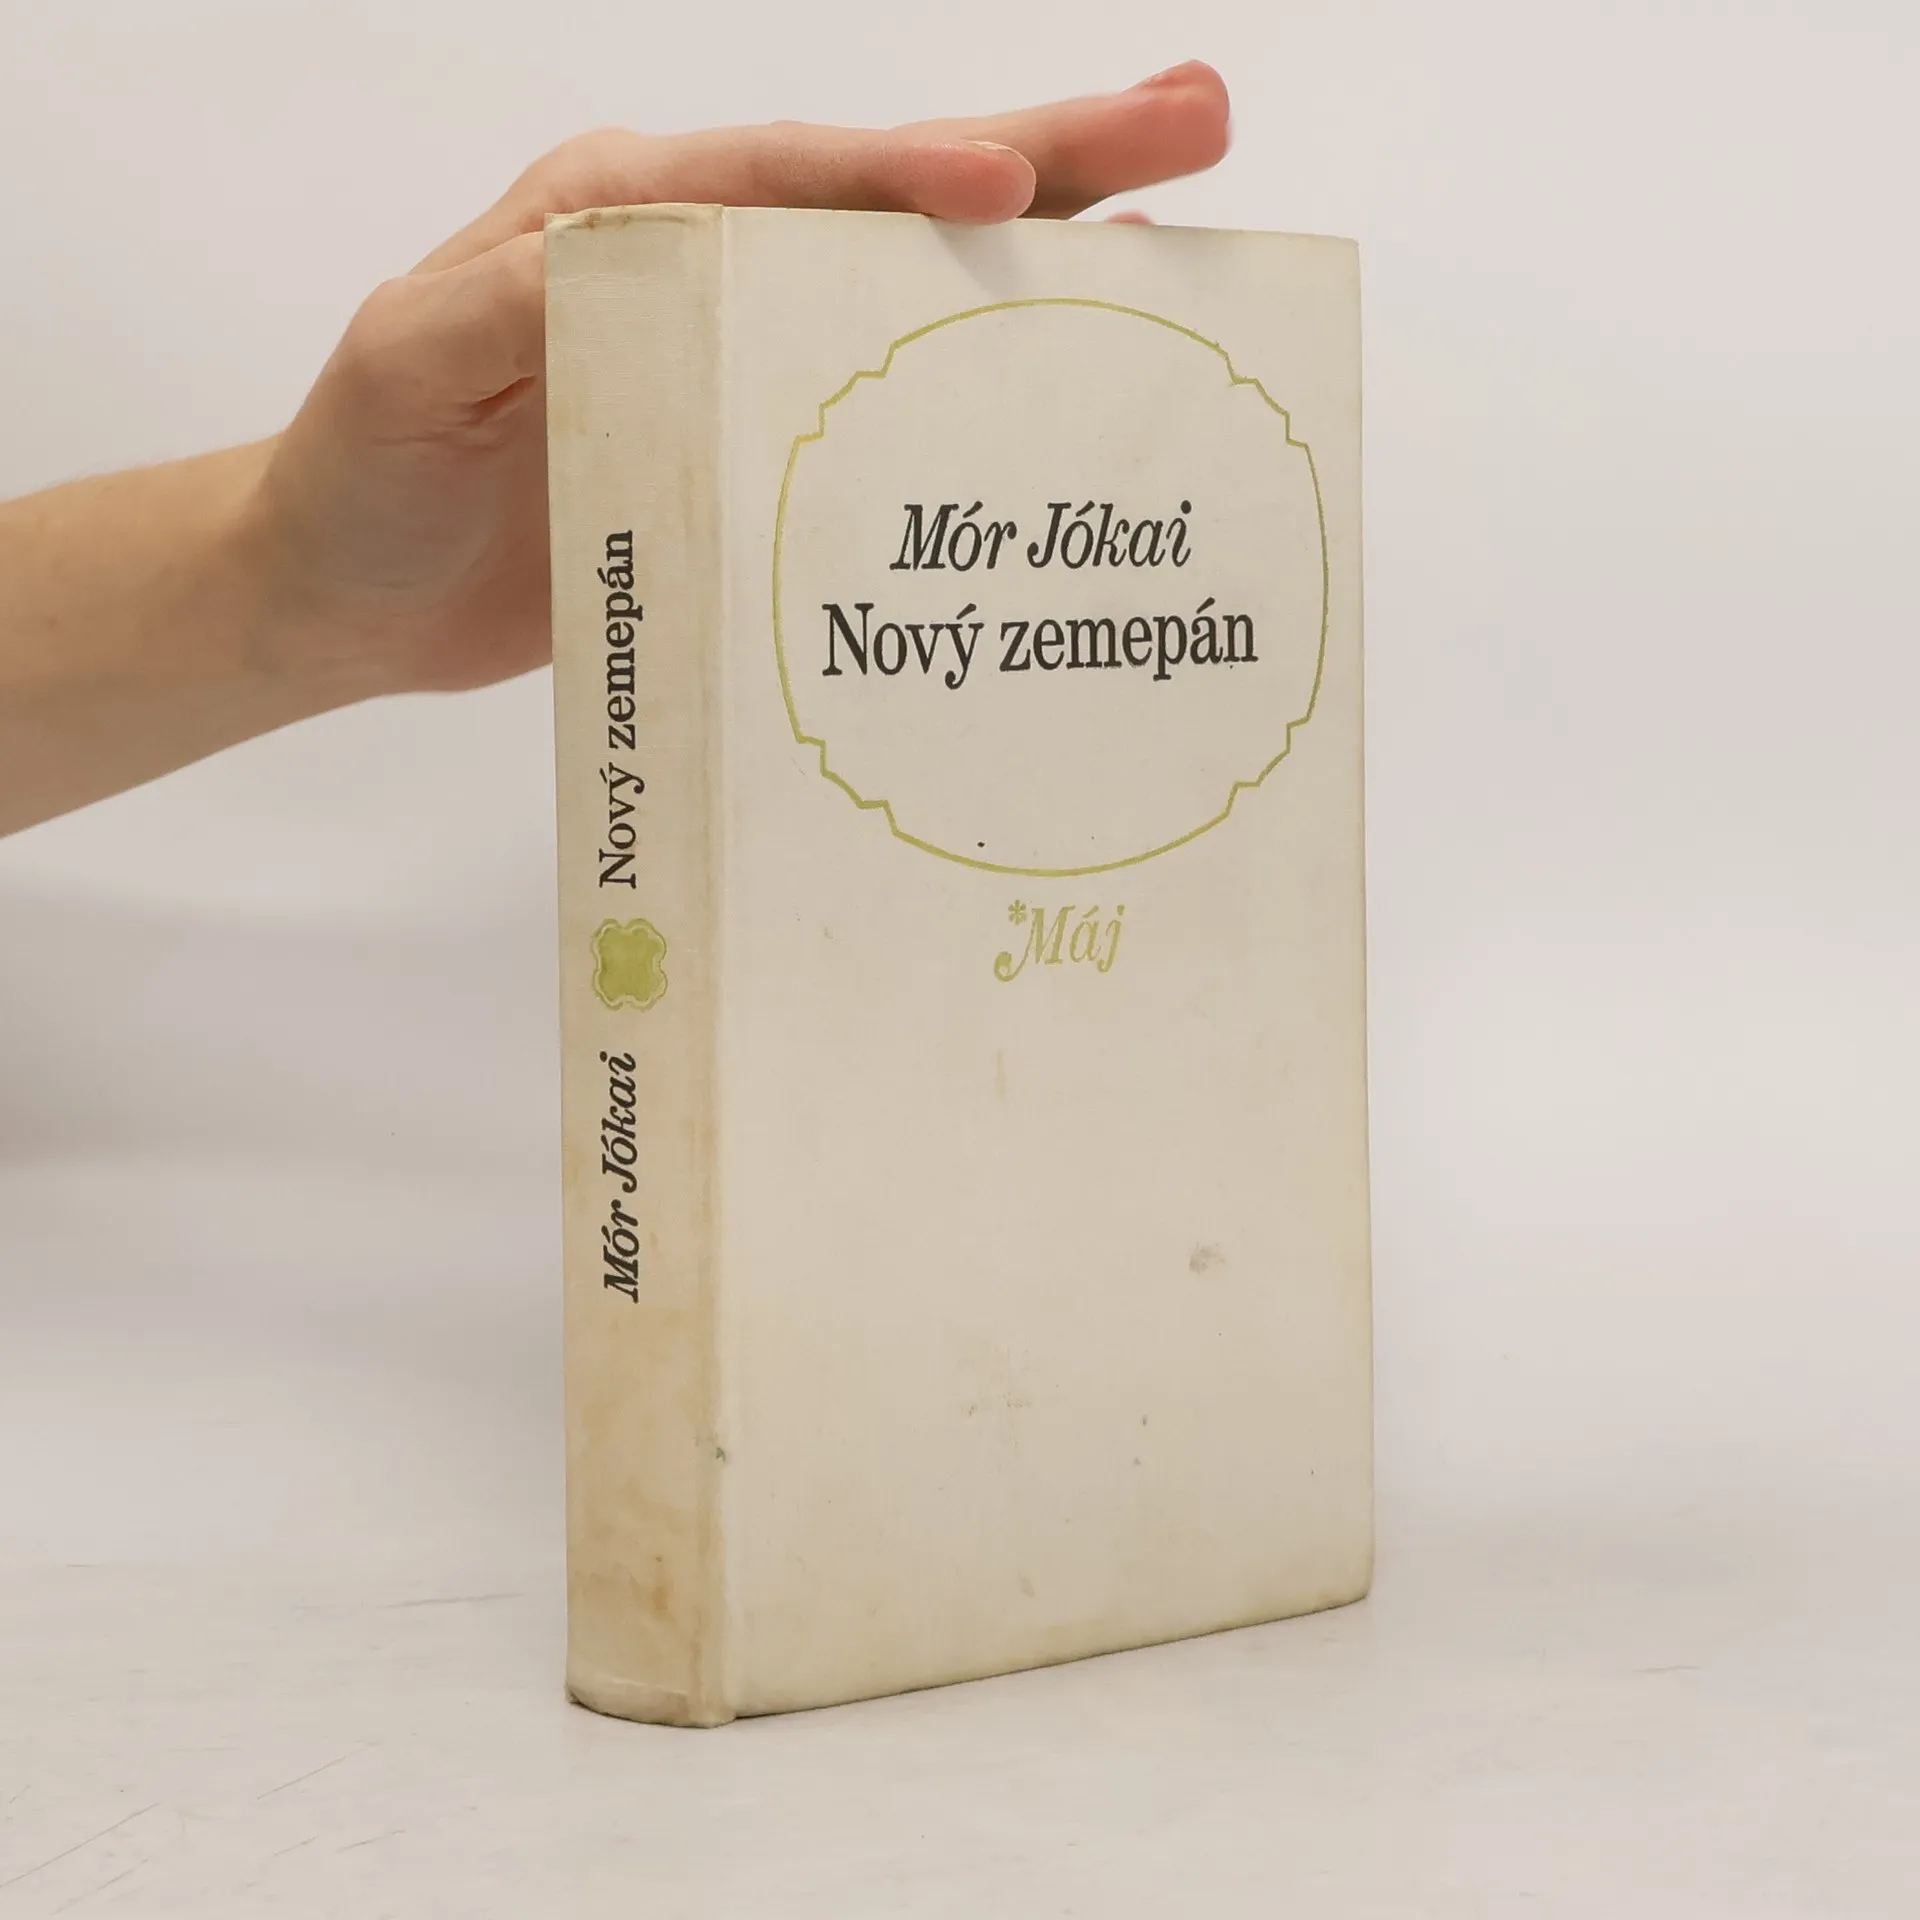 Mór Jókai
Nový zemepán
*Máj
Mór Jókai Nový zemepán